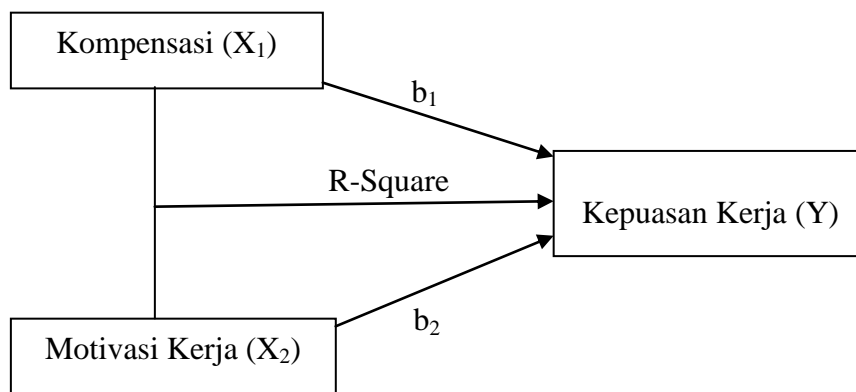 Kompensasi (X₁)
b₁
R-Square
Kepuasan Kerja (Y)
b₂
Motivasi Kerja (X₂)